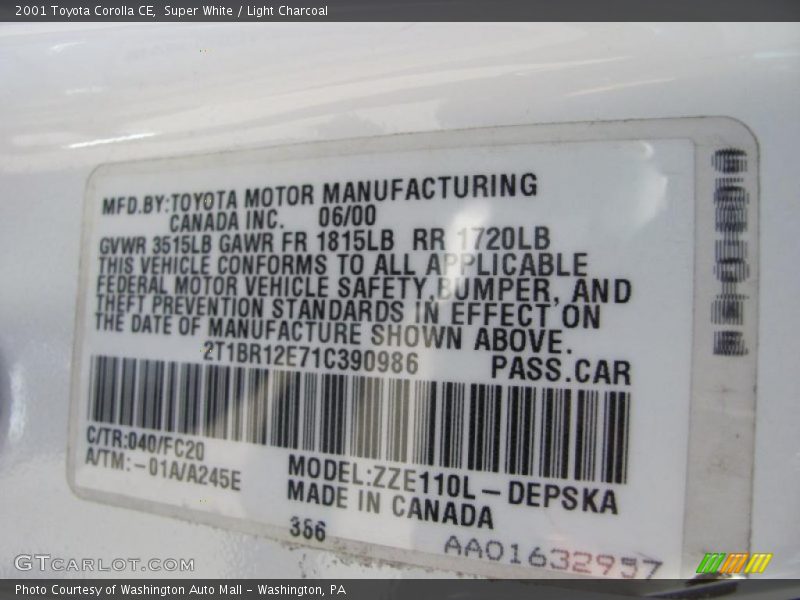 2001 Toyota Corolla CE,  Super White / Light Charcoal
MFD.BY:TOYOTA MOTOR MANUFACTURING
CANADA INC.   06/00
GVWR 3515LB GAWR FR 1815LB  RR 1720LB
THIS VEHICLE CONFORMS TO ALL APPLICABLE
FEDERAL MOTOR VEHICLE SAFETY,BUMPER, AND
THEFT PREVENTION STANDARDS IN EFFECT ON
THE DATE OF MANUFACTURE SHOWN ABOVE.
2T1BR12E71C390986   PASS.CAR
C/TR:040/FC20
A/TM:-01A/A245E
MODEL:ZZE110L-DEPSKA
MADE IN CANADA
366
AA01632957
GTCARLOT.COM
Photo Courtesy of Washington Auto Mall - Washington, PA